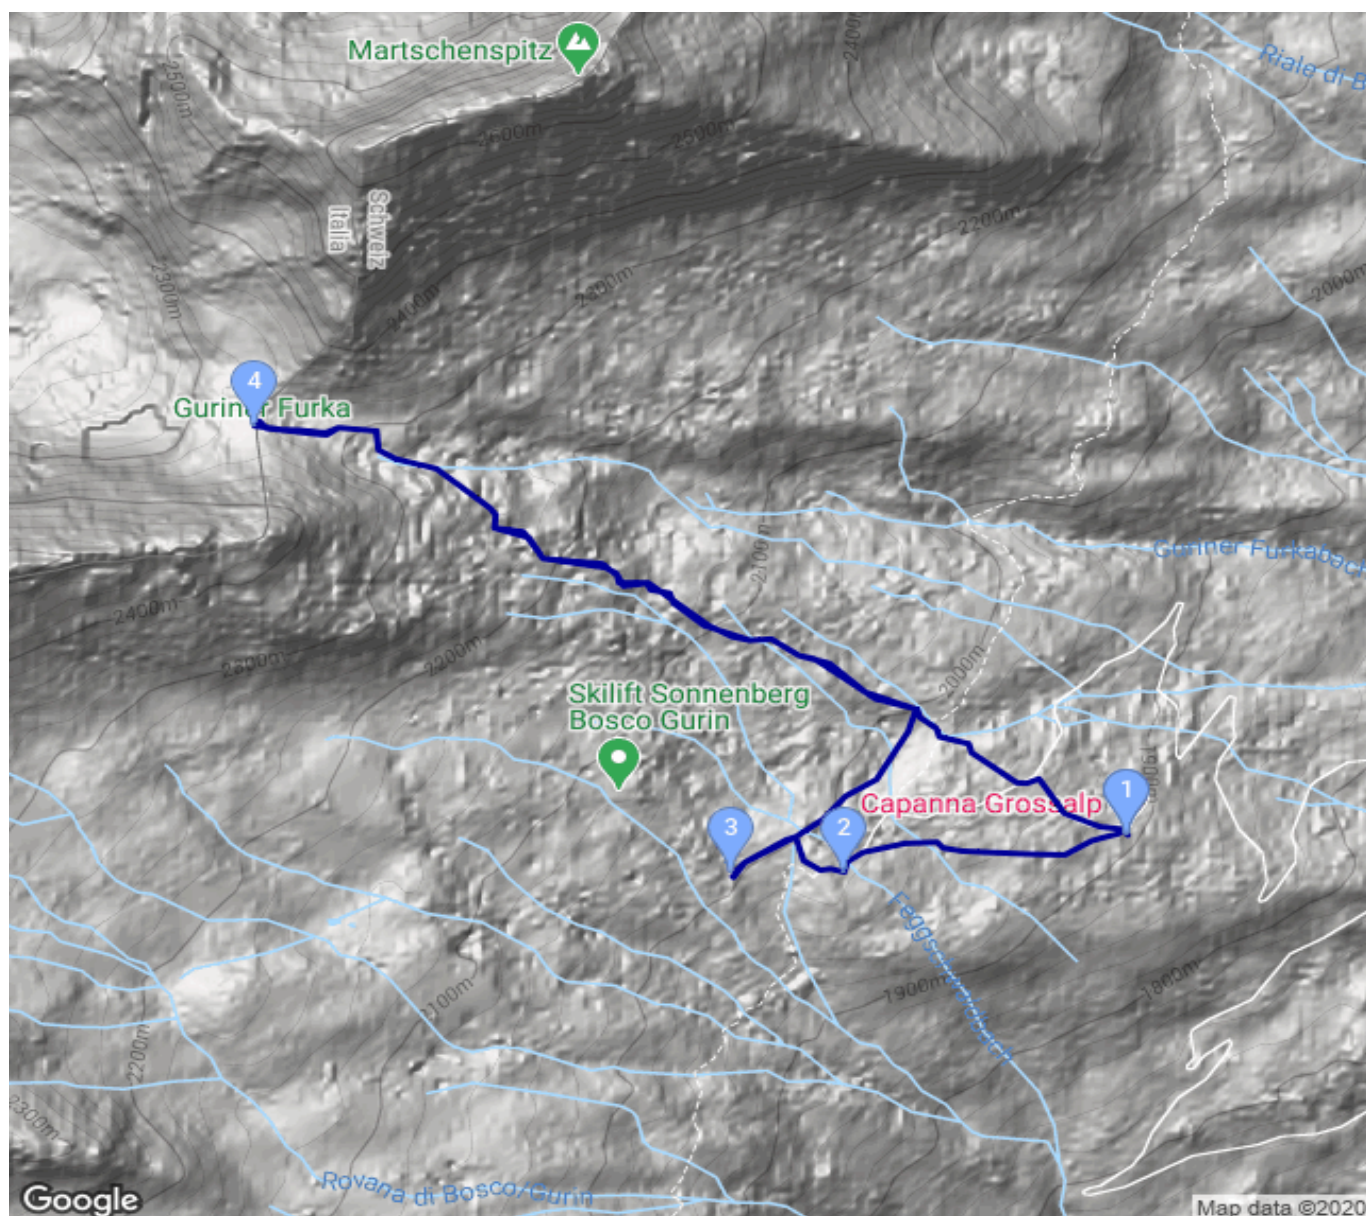 Martschenspitz
2400m
Riale di B
2500m
2600m
2500m
Schweiz
Italia
2200m
2300m
2300m
2000m
2400m
4
Guriner Furka
2100m
Guriner Furkabach
2400m
2300m
2200m
2000m
Skilift Sonnenberg
Bosco Gurin
1900m
1
Capanna Grossalp
3
2
Feggschwaldbach
2100m
1900m
1800m
2200m
2300m
Rovana di Bosco/Gurin
Google
Map data ©2020